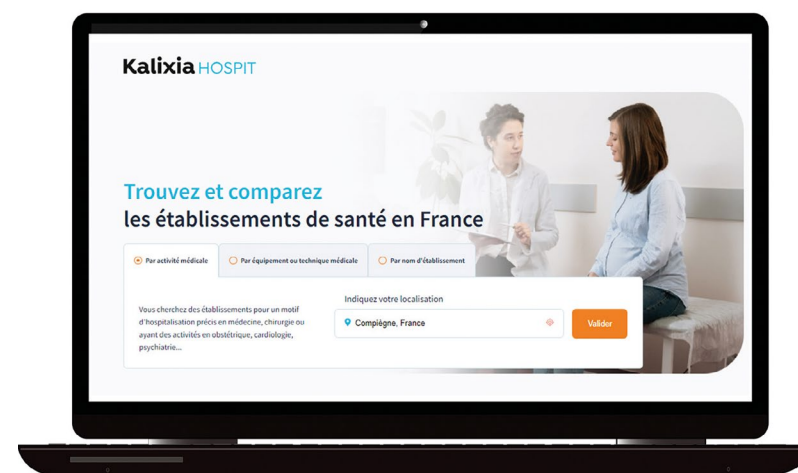 Kalixia HOSPIT
Trouvez et comparez
les établissements de santé en France
Par activité médicale
Par équipement ou technique médicale
Par nom d'établissement
Vous cherchez des établissements pour un motif
d'hospitalisation précis en médecine, chirurgie ou
ayant des activités en obstétrique, cardiologie,
psychiatrie...
Indiquez votre localisation
Compiègne, France
Valider